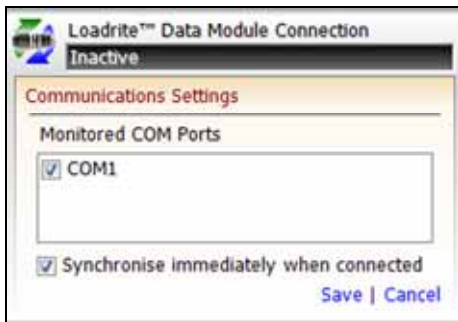 Loadrite™ Data Module Connection
Inactive
Communications Settings
Monitored COM Ports
COM1
Synchronise immediately when connected
Save | Cancel